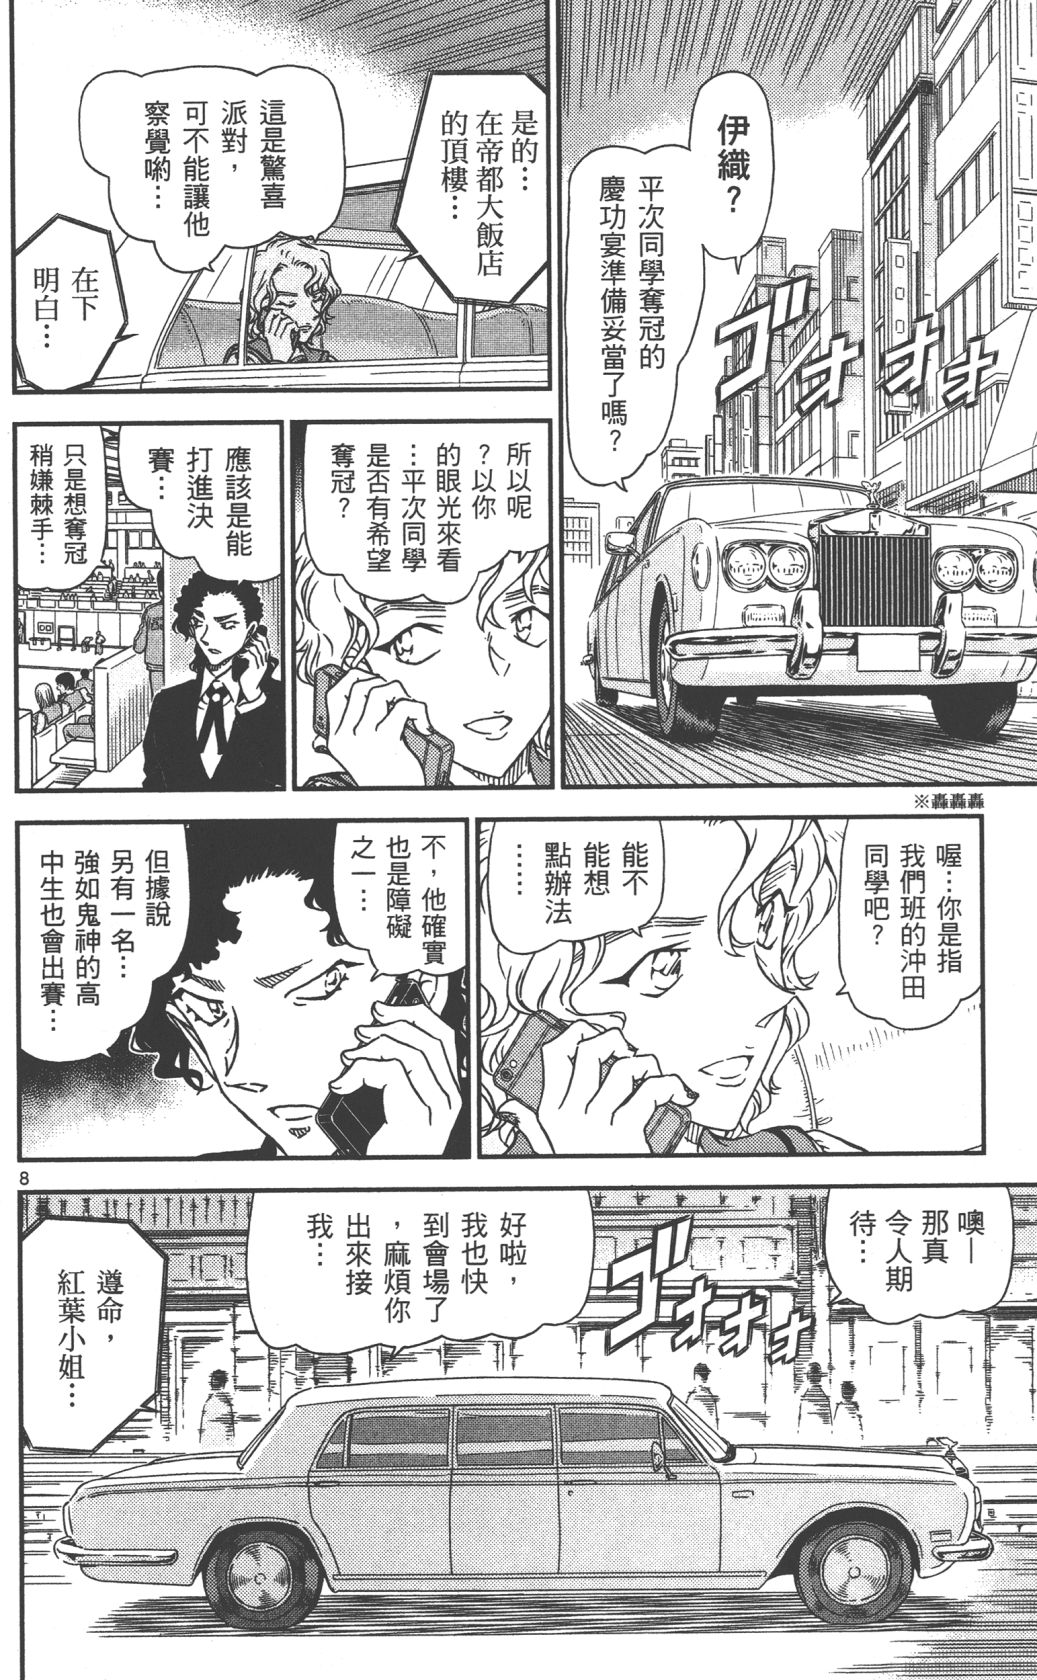 伊織？
平次同學奪冠的
慶功宴準備妥當了嗎？
ゴォォォ
※轟轟轟
是的…
在帝都大飯店
的頂樓…
這是驚喜
派對，
可不能讓他
察覺喲…
在下
明白…
所以呢
？以你
的眼光來看
…平次同學
是否有希望
奪冠？
應該是能
打進決
賽…
只是想奪冠
稍嫌棘手…
喔…你是指
我們班的沖田
同學吧？
能不
能想
點辦法
……
不，他確實
也是障礙
之一…
但據說
另有一名…
強如鬼神的高
中生也會出賽…
8
噢—
那真
令人期
待…
ゴォォォ
好啦，
我也快
到會場了
，麻煩你
出來接
我…
遵命，
紅葉小姐…